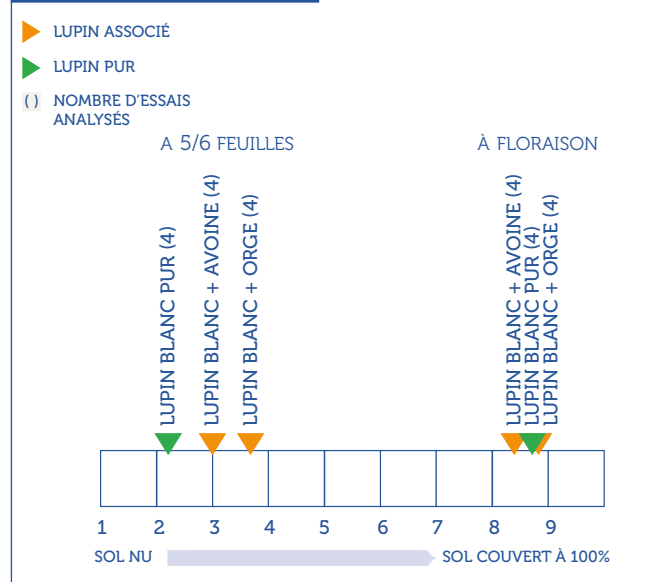 LUPIN ASSOCIÉ
LUPIN PUR
( ) NOMBRE D'ESSAIS
ANALYSÉS
A 5/6 FEUILLES
À FLORAISON
LUPIN BLANC PUR (4)
LUPIN BLANC + AVOINE (4)
LUPIN BLANC + ORGE (4)
LUPIN BLANC + AVOINE (4)
LUPIN BLANC PUR (4)
LUPIN BLANC + ORGE (4)
1 2 3 4 5 6 7 8 9
SOL NU
SOL COUVERT À 100%